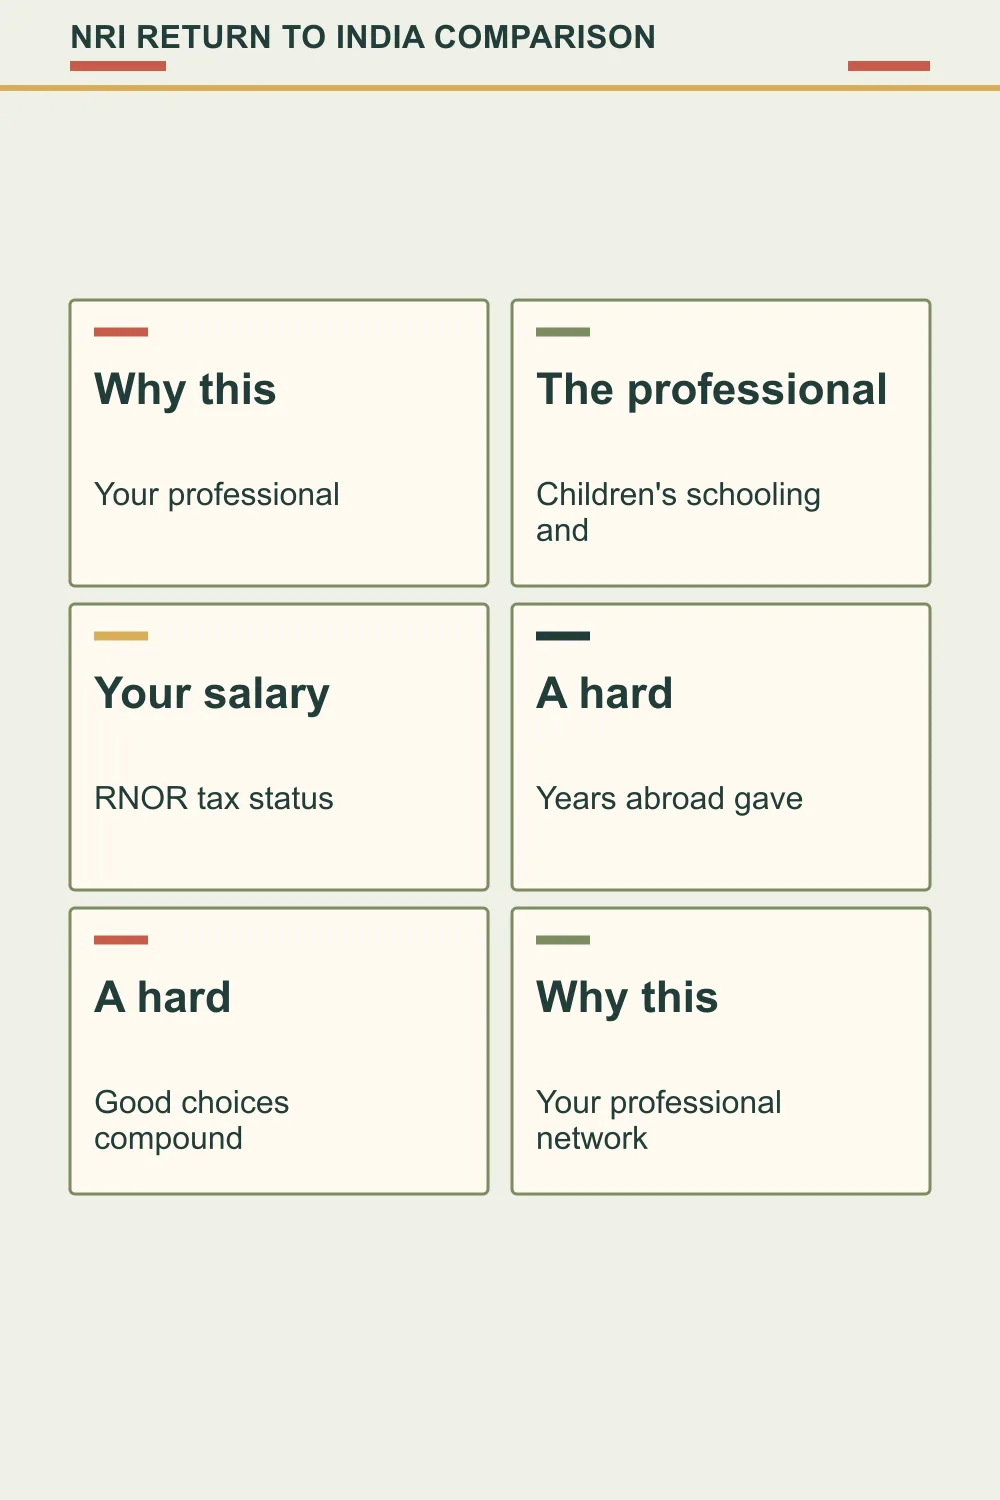 NRI RETURN TO INDIA COMPARISON
Why this
Your professional
The professional
Children's schooling
and
Your salary
RNOR tax status
A hard
Years abroad gave
A hard
Good choices
compound
Why this
Your professional
network